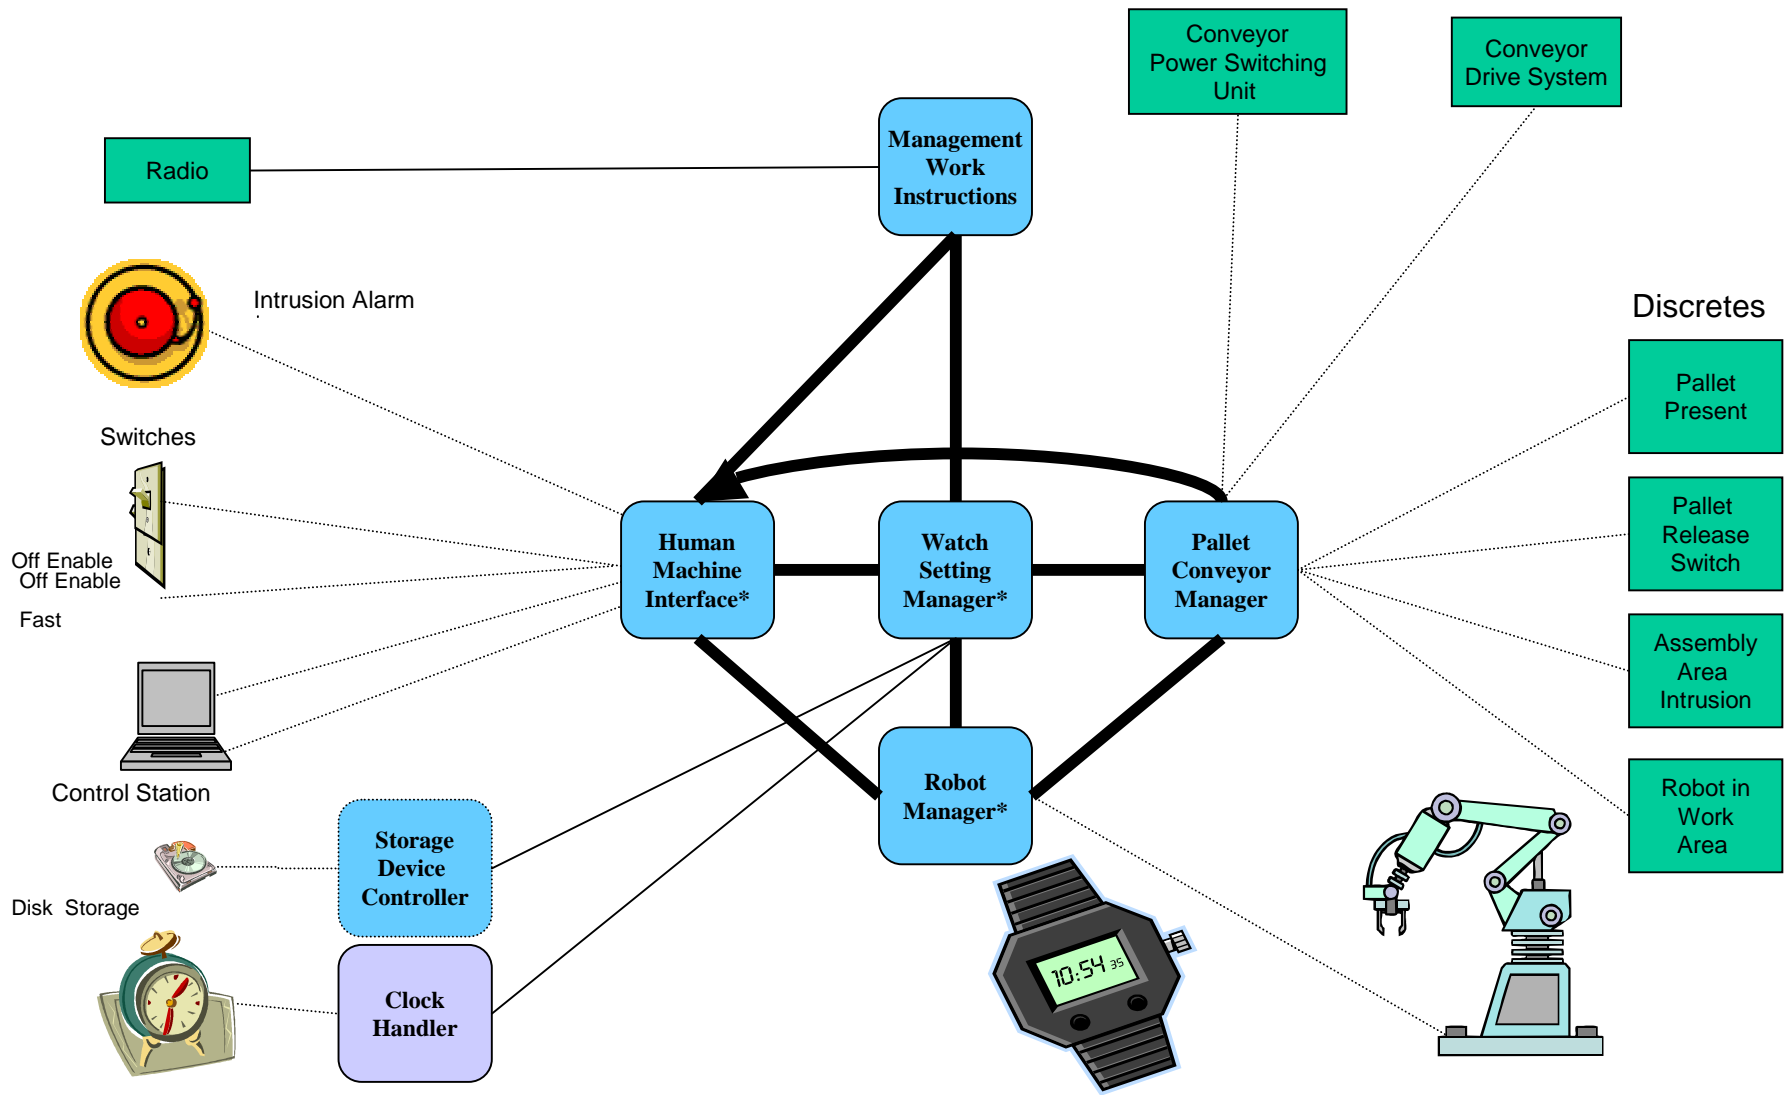 Conveyor
Power Switching
Unit
Conveyor
Drive System
Management
Work
Instructions
Radio
Intrusion Alarm
.
Discretes
Pallet
Present
Switches
Pallet
Release
Switch
Human
Machine
Interface*
Watch
Setting
Manager*
Pallet
Conveyor
Manager
Off Enable
Off Enable
Fast
Assembly
Area
Intrusion
Control Station
Robot
Manager*
Robot in
Work
Area
Storage
Device
Controller
Disk Storage
10:54 35
Clock
Handler